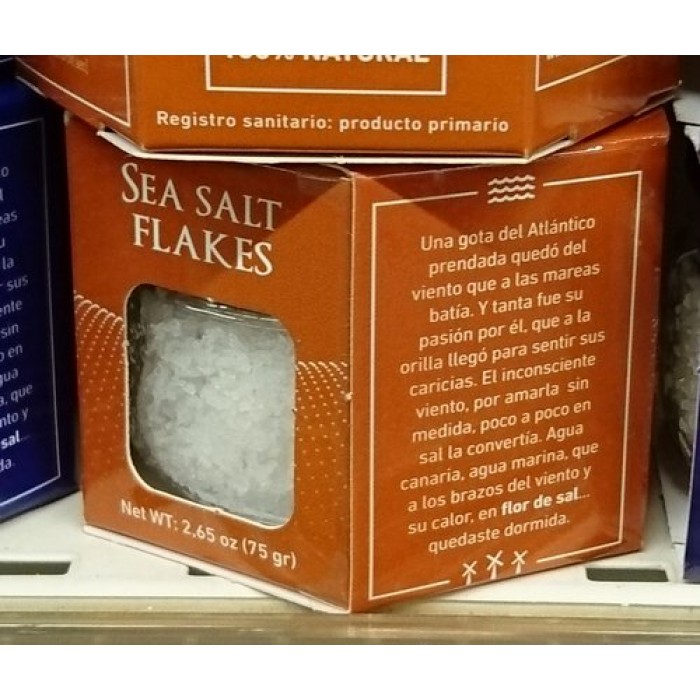 100% NATURAL
Registro sanitario: producto primario
SEA SALT
FLAKES
Net WT: 2,65 oz (75 gr)
Una gota del Atlántico
prendada quedó del
viento que a las mareas
batía. Y tanta fue su
pasión por él, que a la
orilla llegó para sentir sus
caricias. El inconsciente
viento, por amarla sin
medida, poco a poco en
sal la convertía. Agua
canaria, agua marina, que
a los brazos del viento y
su calor, en flor de sal...
quedaste dormida.